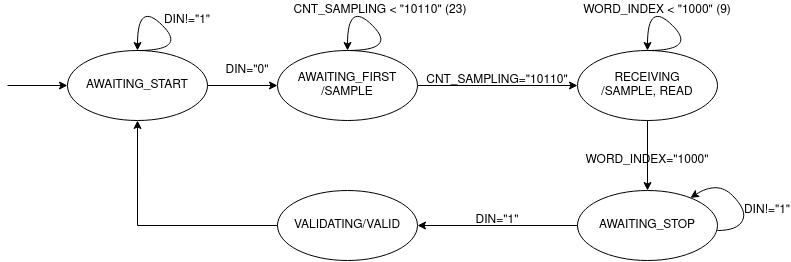 CNT_SAMPLING < "10110" (23)
WORD_INDEX < "1000" (9)
DIN!="1"
DIN="0"
AWAITING_START
AWAITING_FIRST
/SAMPLE
CNT_SAMPLING="10110"
RECEIVING
/SAMPLE, READ
WORD_INDEX="1000"
VALIDATING/VALID
DIN="1"
AWAITING_STOP
DIN!="1"